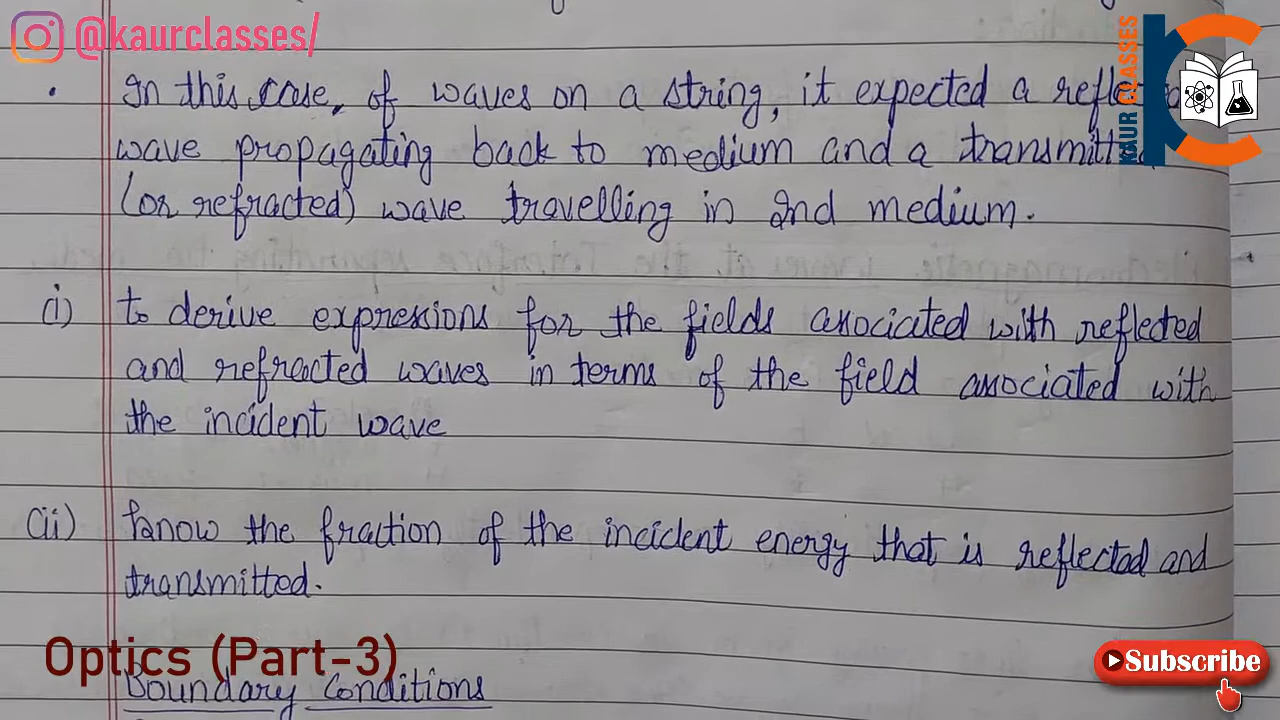 @kaurclasses/
KAUR CLASSES
In this case, of waves on a string, it expected a
wave propagating back to medium and a
(or refracted) wave travelling in 2nd medium.
(i) to derive expressions for the fields associated with reflected
and refracted waves in terms of the field associated with
the incident wave
(ii) know the fraction of the incident energy that is reflected and
transmitted.
Optics (Part-3)
Boundary Conditions
Subscribe